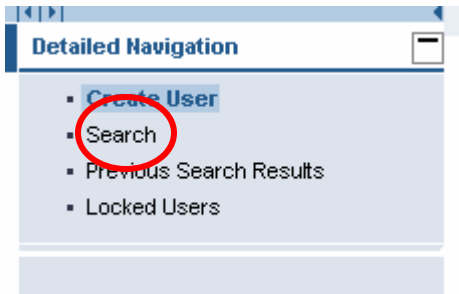 Detailed Navigation
Create User
Search
Previous Search Results
Locked Users